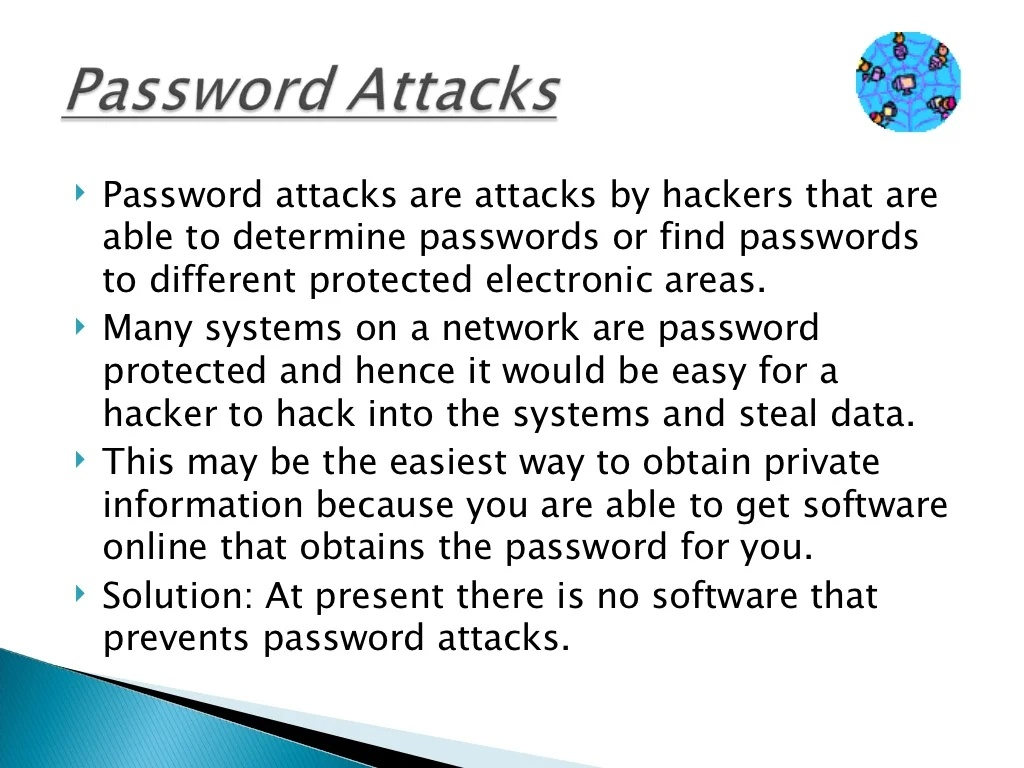 Password Attacks
Password attacks are attacks by hackers that are
able to determine passwords or find passwords
to different protected electronic areas.
Many systems on a network are password
protected and hence it would be easy for a
hacker to hack into the systems and steal data.
This may be the easiest way to obtain private
information because you are able to get software
online that obtains the password for you.
Solution: At present there is no software that
prevents password attacks.